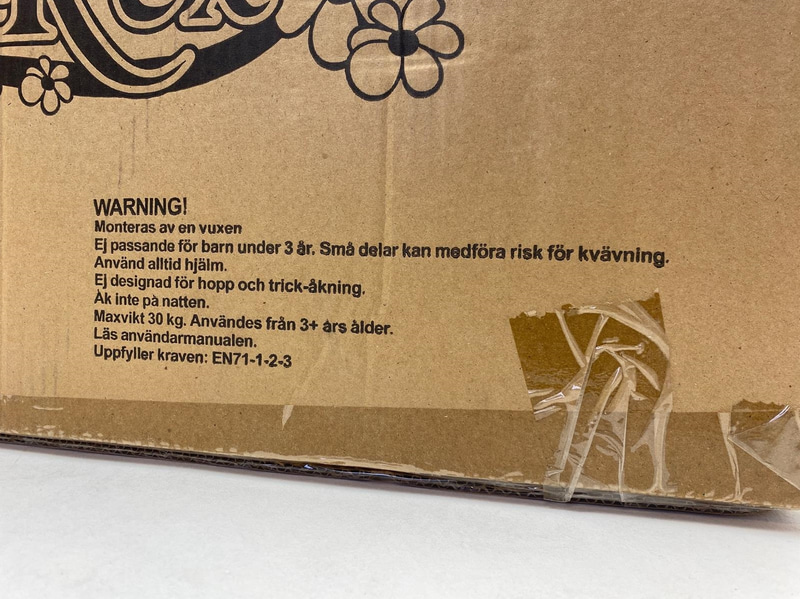 WARNING!
Monteras av en vuxen
Ej passande för barn under 3 år. Små delar kan medföra risk för kvävning.
Använd alltid hjälm.
Ej designad för hopp och trick-åkning.
Åk inte på natten.
Maxvikt 30 kg. Användes från 3+ års ålder.
Läs användarmanualen.
Uppfyller kraven: EN71-1-2-3